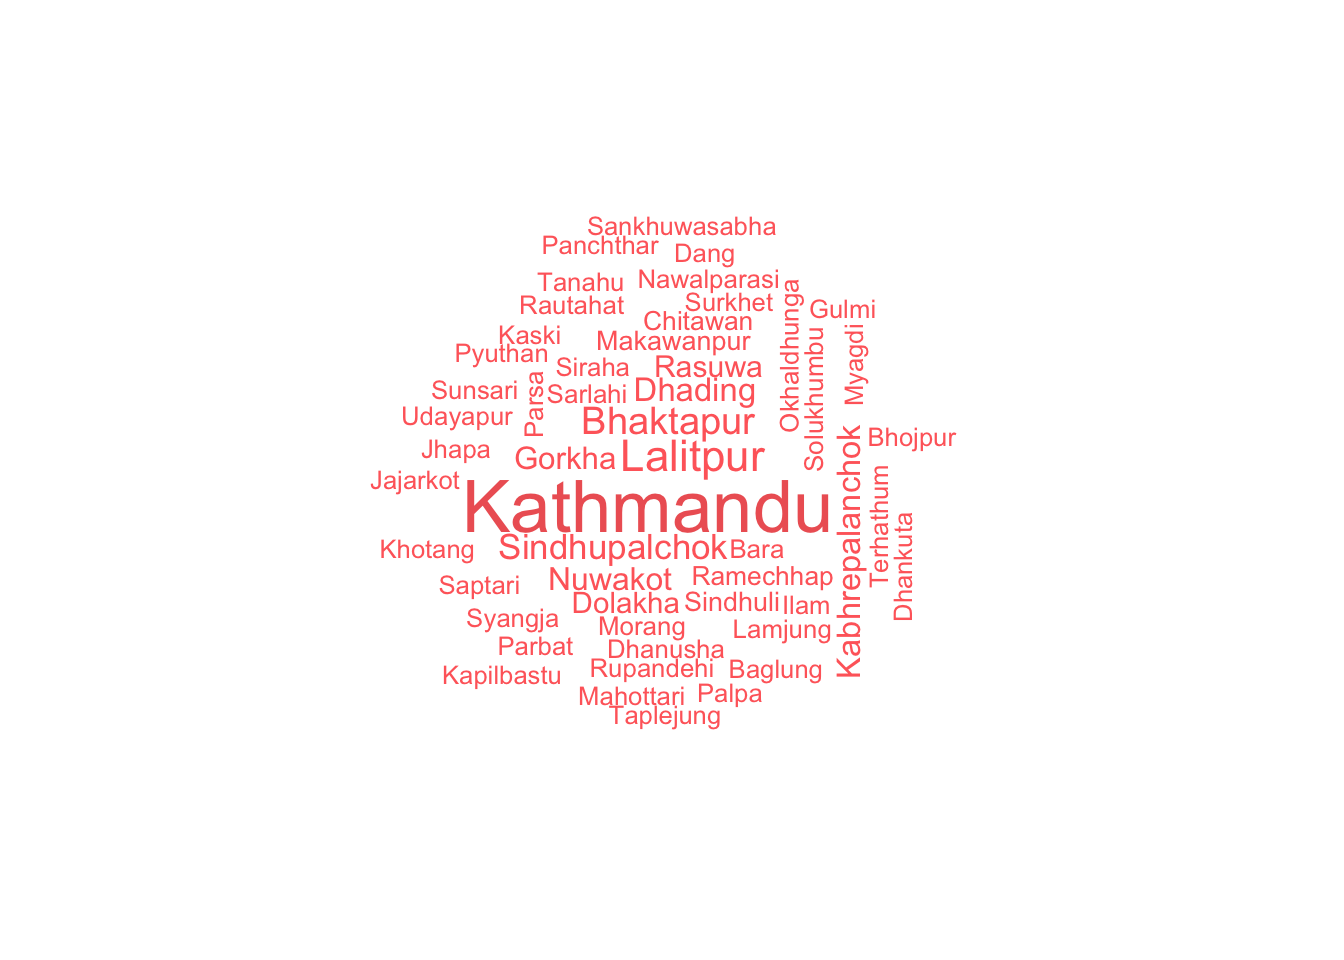 Sankhuwasabha
Panchthar
Dang
Tanahu
Nawalparasi
Rautahat
Surkhet
Okhaldhunga
Gulmi
Chitawan
Kaski
Makawanpur
Solukhumbu
Myagdi
Pyuthan
Siraha
Rasuwa
Sunsari
Parsa
Sarlahi
Dhading
Udayapur
Bhaktapur
Bhojpur
Jhapa
Gorkha
Lalitpur
Jajarkot
Kathmandu
Kabhrepalanchok
Terhathum
Dhankuta
Khotang
Sindhupalchok
Bara
Saptari
Nuwakot
Ramechhap
Dolakha
Sindhuli
Ilam
Syangja
Morang
Lamjung
Parbat
Dhanusha
Kapilbastu
Rupandehi
Baglung
Mahottari
Palpa
Taplejung